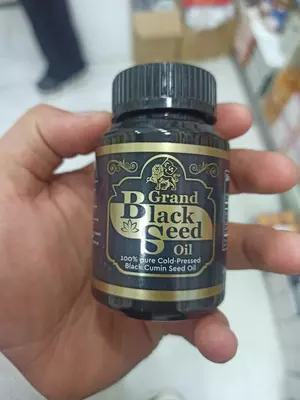 Grand
Black
Seed
Oil
100% pure Cold-Pressed
Black Cumin Seed Oil